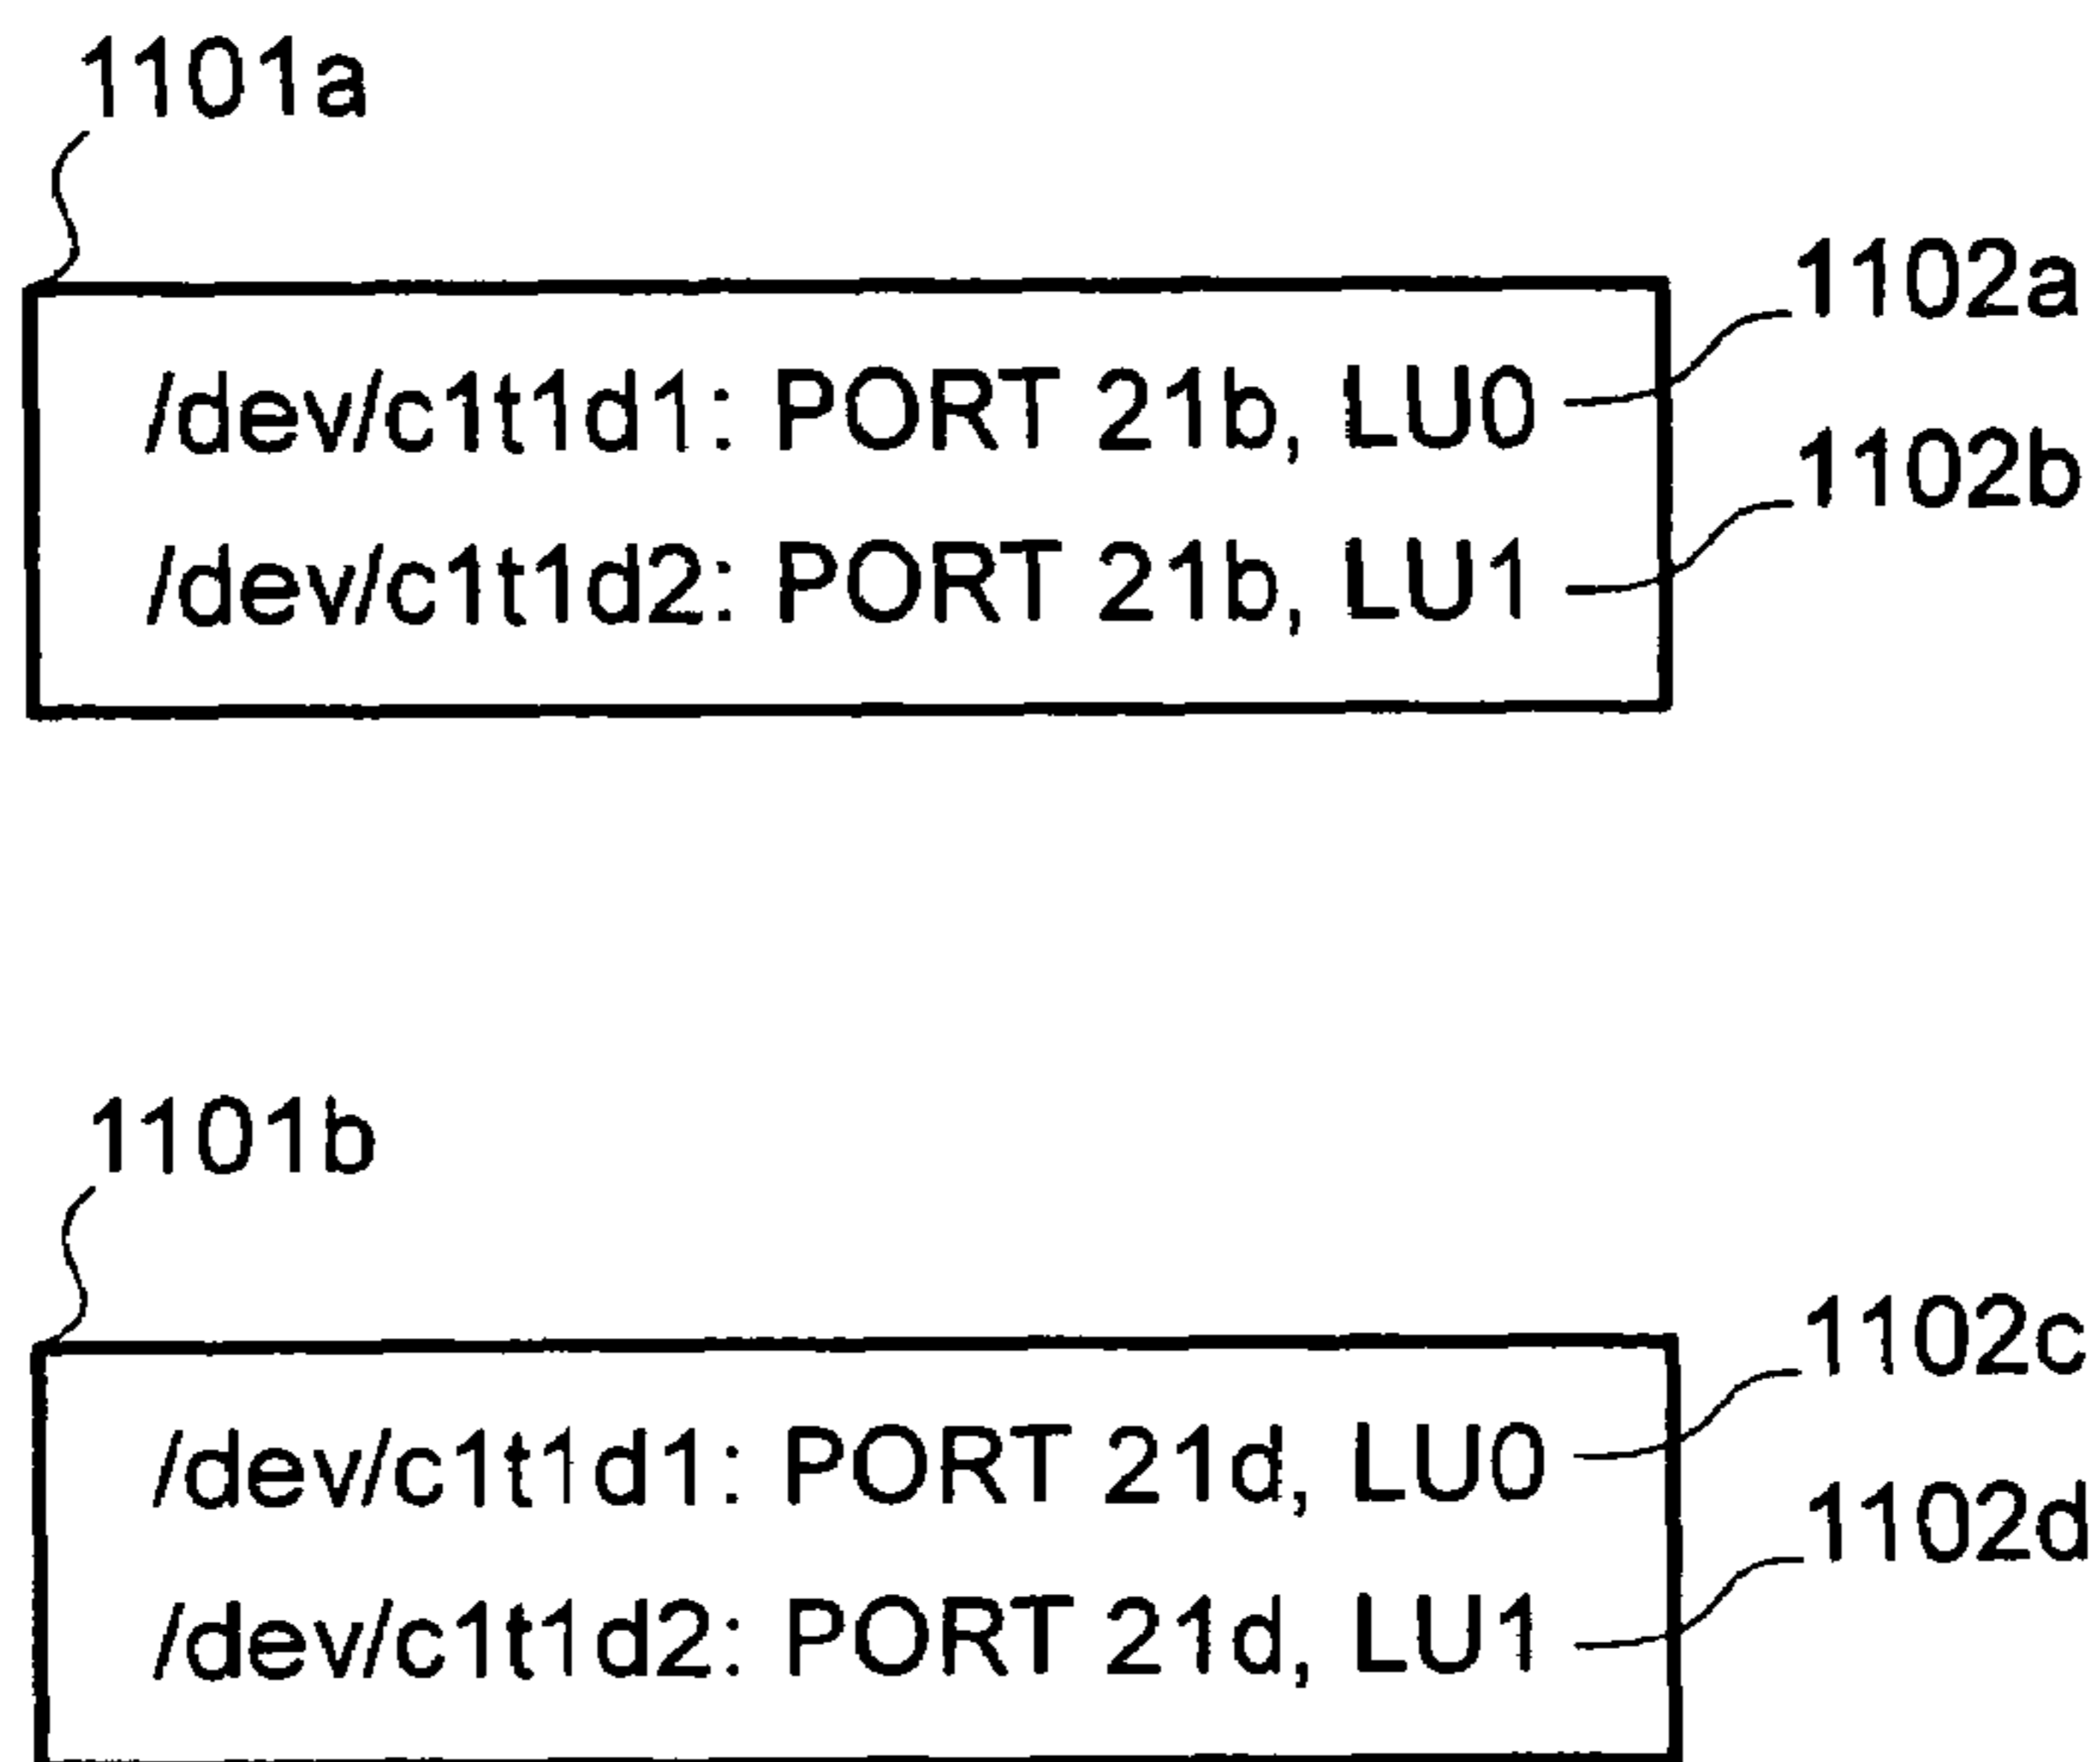 1101a
1102a
/dev/c1t1d1: PORT 21b, LU0
1102b
/dev/c1t1d2: PORT 21b, LU1
1101b
1102c
/dev/c1t1d1: PORT 21d, LU0
1102d
/dev/c1t1d2: PORT 21d, LU1